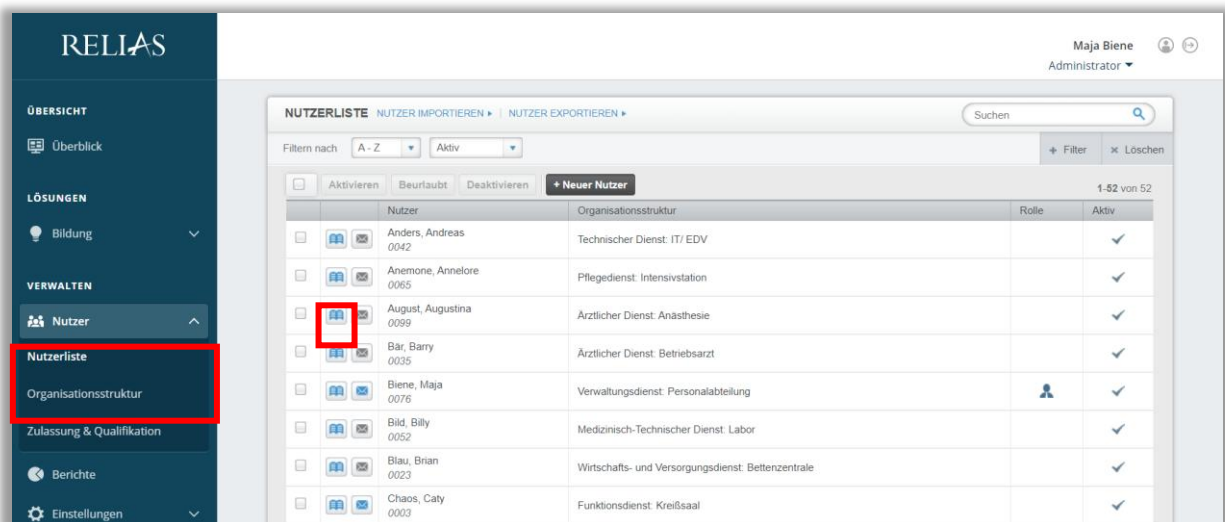 RELIAS
Maja Biene
Administrator
ÜBERSICHT
Überblick
LÖSUNGEN
Bildung
VERWALTEN
Nutzer
Nutzerliste
Organisationsstruktur
Zulassung & Qualifikation
Berichte
Einstellungen
NUTZERLISTE NUTZER IMPORTIEREN | NUTZER EXPORTIEREN
Suchen
Filtern nach A - Z Aktiv + Filter × Löschen
Aktivieren Beurlaubt Deaktivieren + Neuer Nutzer 1-52 von 52
Nutzer Organisationsstruktur Rolle Aktiv
Anders, Andreas
0042
Technischer Dienst: IT/ EDV
Anemone, Annelore
0065
Pflegedienst: Intensivstation
August, Augustina
0099
Ärztlicher Dienst: Anästhesie
Bär, Barry
0035
Ärztlicher Dienst: Betriebsarzt
Biene, Maja
0076
Verwaltungsdienst: Personalabteilung
Bild, Billy
0052
Medizinisch-Technischer Dienst: Labor
Blau, Brian
0023
Wirtschafts- und Versorgungsdienst: Bettenzentrale
Chaos, Caty
0003
Funktionsdienst: Kreißsaal